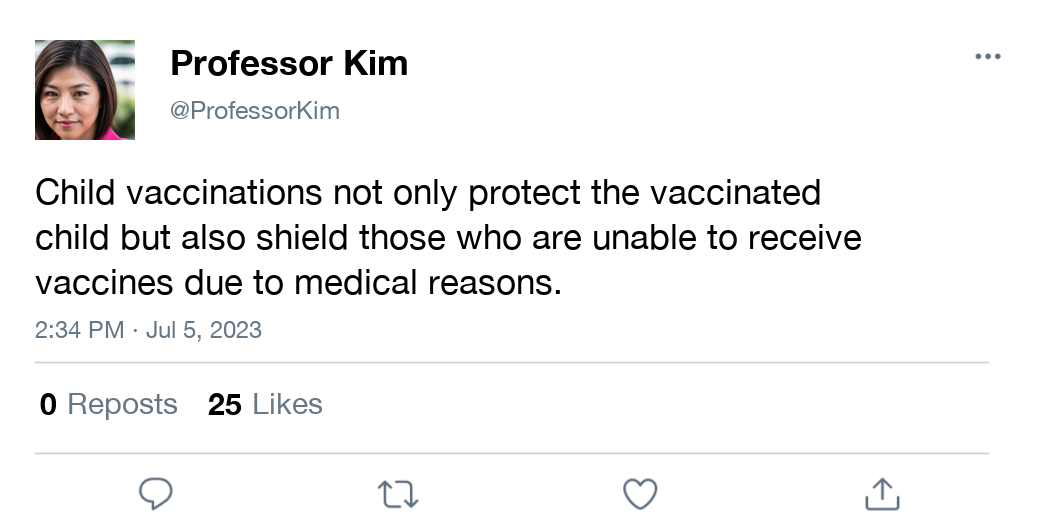 Professor Kim
@ProfessorKim
Child vaccinations not only protect the vaccinated
child but also shield those who are unable to receive
vaccines due to medical reasons.
2:34 PM · Jul 5, 2023
0 Reposts 25 Likes